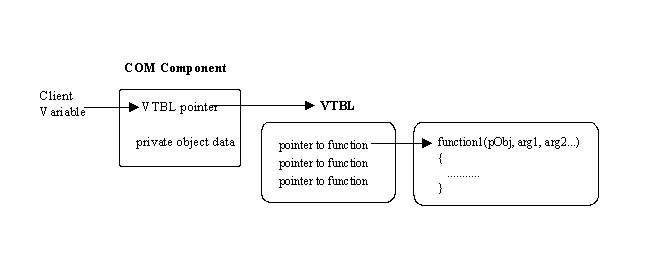 COM Component
Client
Variable
VTBL pointer
private object data
VTBL
pointer to function
pointer to function
pointer to function
function1(pObj, arg1, arg2...)
{
...........
}